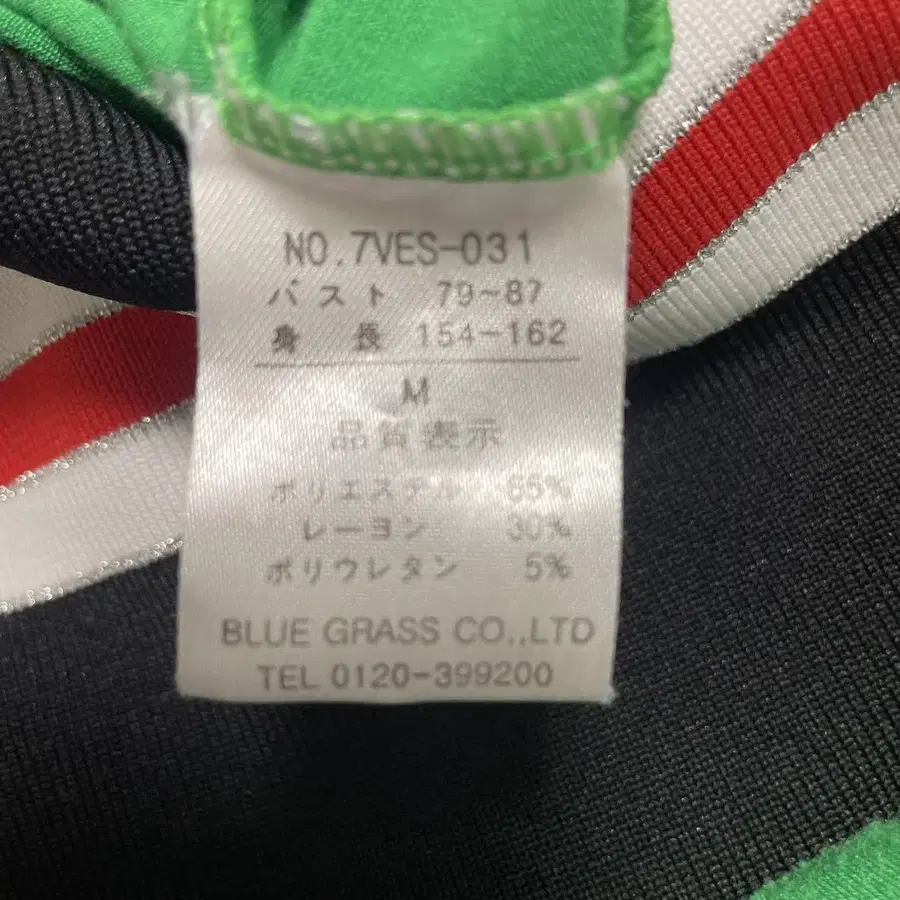 NO.7VES-031
バスト 79~87
身 長 154-162
M
品質表示
ポリエステル 65%
レーヨン 30%
ポリウレタン 5%
BLUE GRASS CO.,LTD
TEL 0120-399200